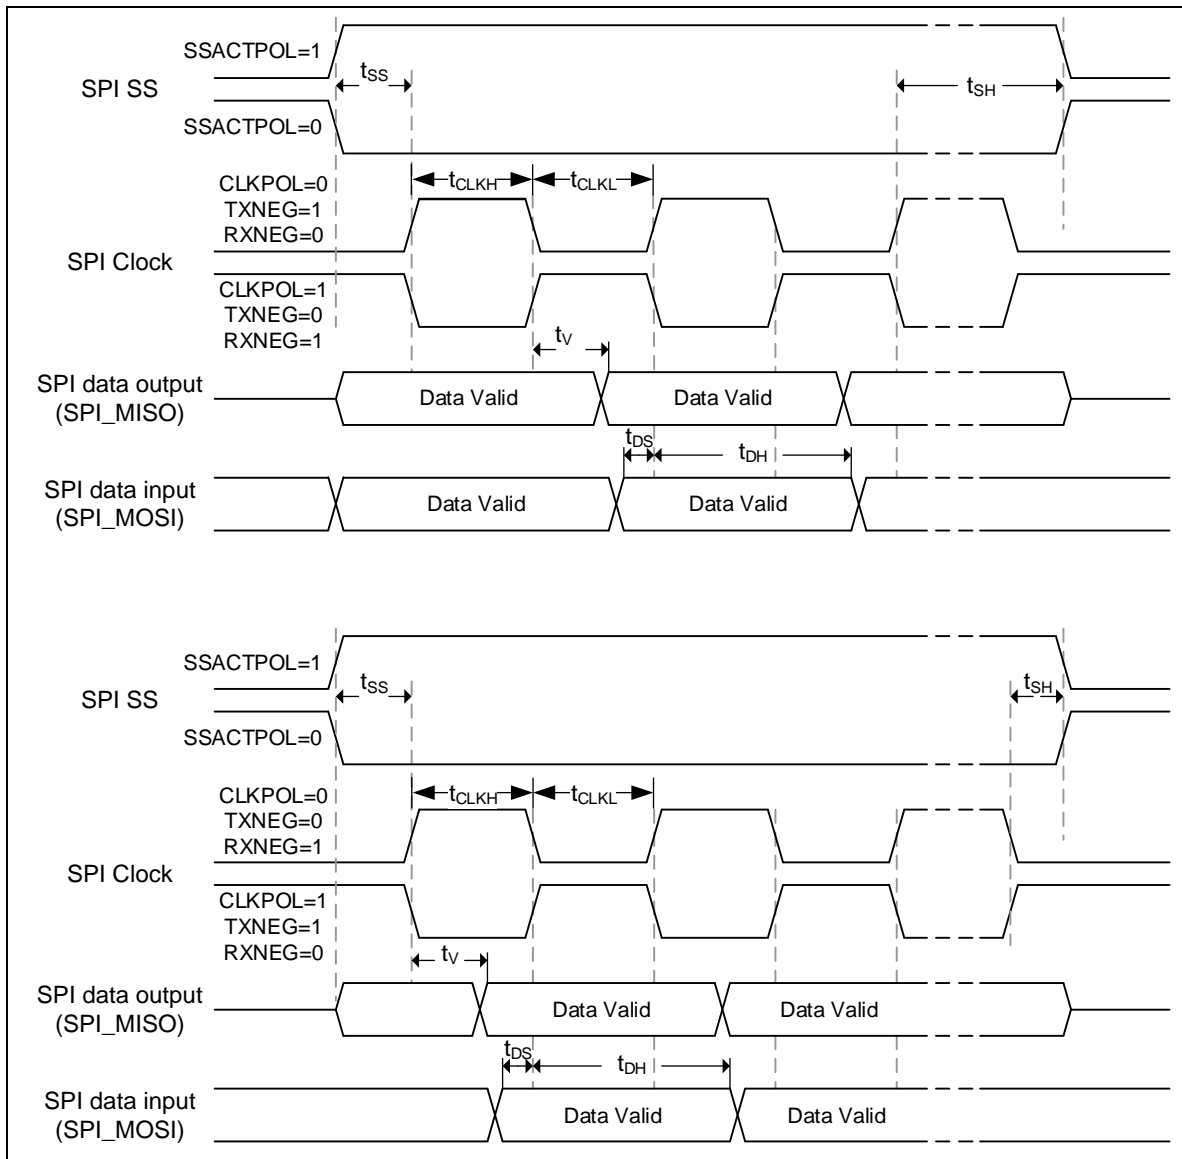 SSACTPOL=1
tSS
tSH
SPI SS
SSACTPOL=0
CLKPOL=0
TXNEG=1
RXNEG=0
tCLKH
tCLKL
SPI Clock
CLKPOL=1
TXNEG=0
RXNEG=1
tV
SPI data output
(SPI_MISO)
Data Valid
Data Valid
tDS
tDH
SPI data input
(SPI_MOSI)
Data Valid
Data Valid
SSACTPOL=1
tSS
tSH
SPI SS
SSACTPOL=0
CLKPOL=0
TXNEG=0
RXNEG=1
tCLKH
tCLKL
SPI Clock
CLKPOL=1
TXNEG=1
RXNEG=0
tV
SPI data output
(SPI_MISO)
Data Valid
Data Valid
tDS
tDH
SPI data input
(SPI_MOSI)
Data Valid
Data Valid